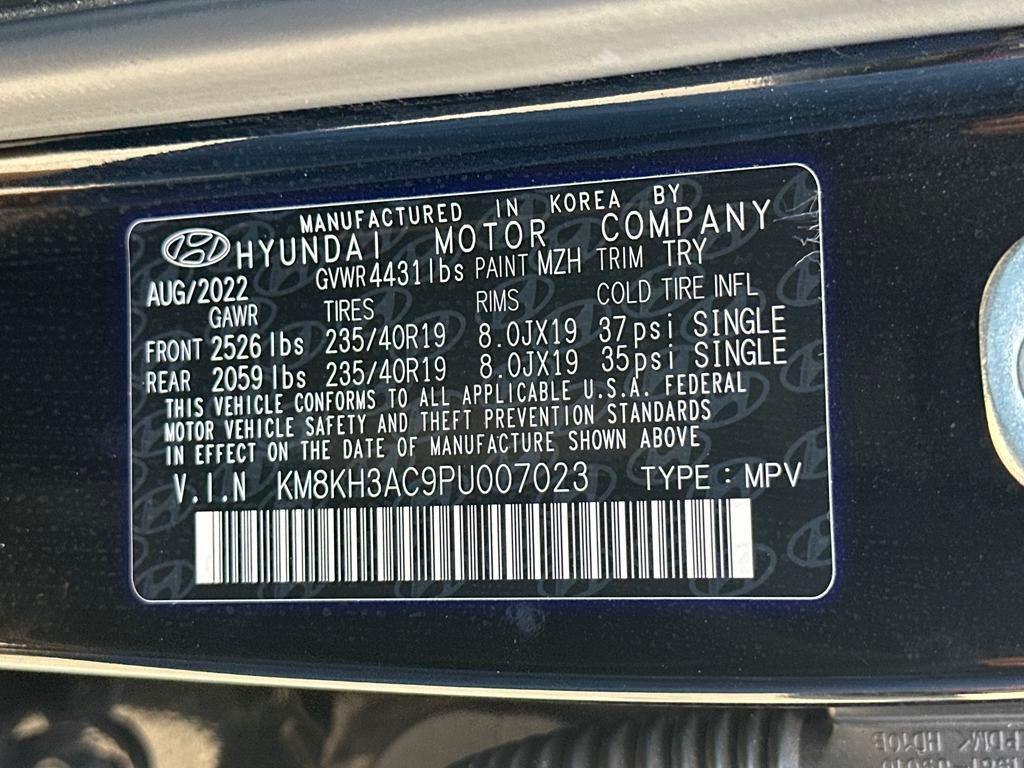 MANUFACTURED IN KOREA BY
HYUNDAI MOTOR COMPANY
AUG/2022 GVWR 4431 lbs PAINT MZH TRIM TRY
GAWR TIRES RIMS COLD TIRE INFL
FRONT 2526 lbs 235/40R19 8.0JX19 37psi SINGLE
REAR 2059 lbs 235/40R19 8.0JX19 35psi SINGLE
THIS VEHICLE CONFORMS TO ALL APPLICABLE U.S.A. FEDERAL
MOTOR VEHICLE SAFETY AND THEFT PREVENTION STANDARDS
IN EFFECT ON THE DATE OF MANUFACTURE SHOWN ABOVE
V.I.N KM8KH3AC9PU007023 TYPE : MPV